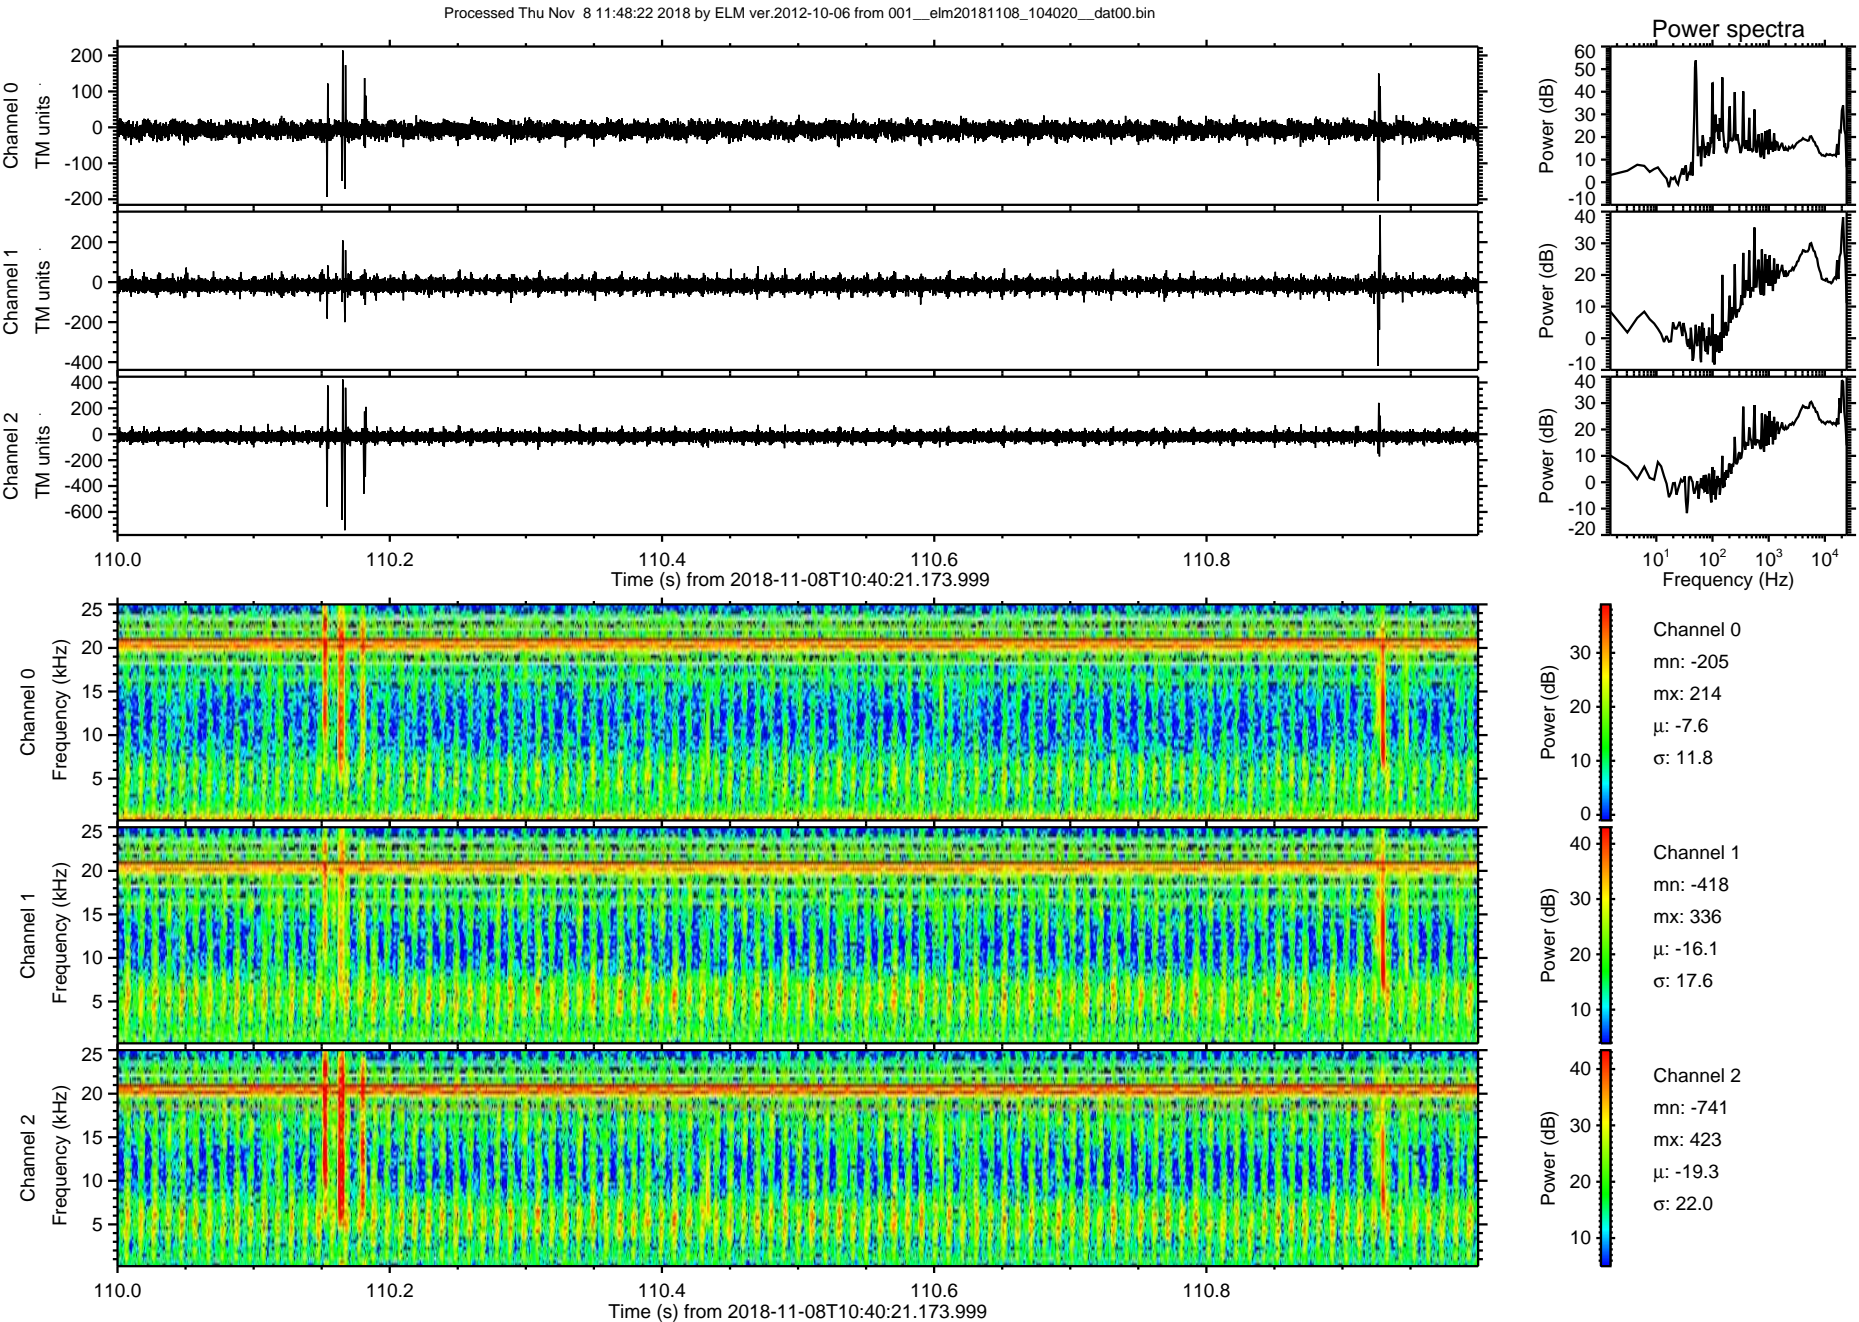 Processed Thu Nov  8 11:48:22 2018 by ELM ver.2012-10-06 from 001__elm20181108_104020__dat00.bin
Power spectra
Channel 0
TM units
200
100
0
-100
-200
Power (dB)
60
50
40
30
20
10
0
-10
Channel 1
TM units
200
0
-200
-400
Power (dB)
40
30
20
10
0
-10
Channel 2
TM units
400
200
0
-200
-400
-600
Power (dB)
40
30
20
10
0
-10
-20
110.0 110.2 110.4 110.6 110.8
Time (s) from 2018-11-08T10:40:21.173.999
10¹ 10² 10³ 10⁴
Frequency (Hz)
Channel 0
Frequency (kHz)
25
20
15
10
5
Power (dB)
30
20
10
0
Channel 0
mn: -205
mx: 214
μ: -7.6
σ: 11.8
Channel 1
Frequency (kHz)
25
20
15
10
5
Power (dB)
40
30
20
10
Channel 1
mn: -418
mx: 336
μ: -16.1
σ: 17.6
Channel 2
Frequency (kHz)
25
20
15
10
5
Power (dB)
40
30
20
10
Channel 2
mn: -741
mx: 423
μ: -19.3
σ: 22.0
110.0 110.2 110.4 110.6 110.8
Time (s) from 2018-11-08T10:40:21.173.999